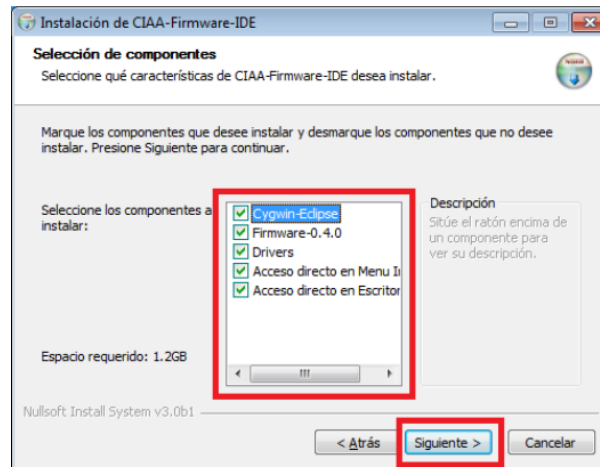 Instalación de CIAA-Firmware-IDE
Selección de componentes
Seleccione qué características de CIAA-Firmware-IDE desea instalar.
Marque los componentes que desee instalar y desmarque los componentes que no desee
instalar. Presione Siguiente para continuar.
Seleccione los componentes a
instalar:
Cygwin-Eclipse
Firmware-0.4.0
Drivers
Acceso directo en Menu I
Acceso directo en Escritor
Descripción
Sitúe el ratón encima de
un componente para
ver su descripción.
Espacio requerido: 1.2GB
Nullsoft Install System v3.0b1
< Atrás
Siguiente >
Cancelar